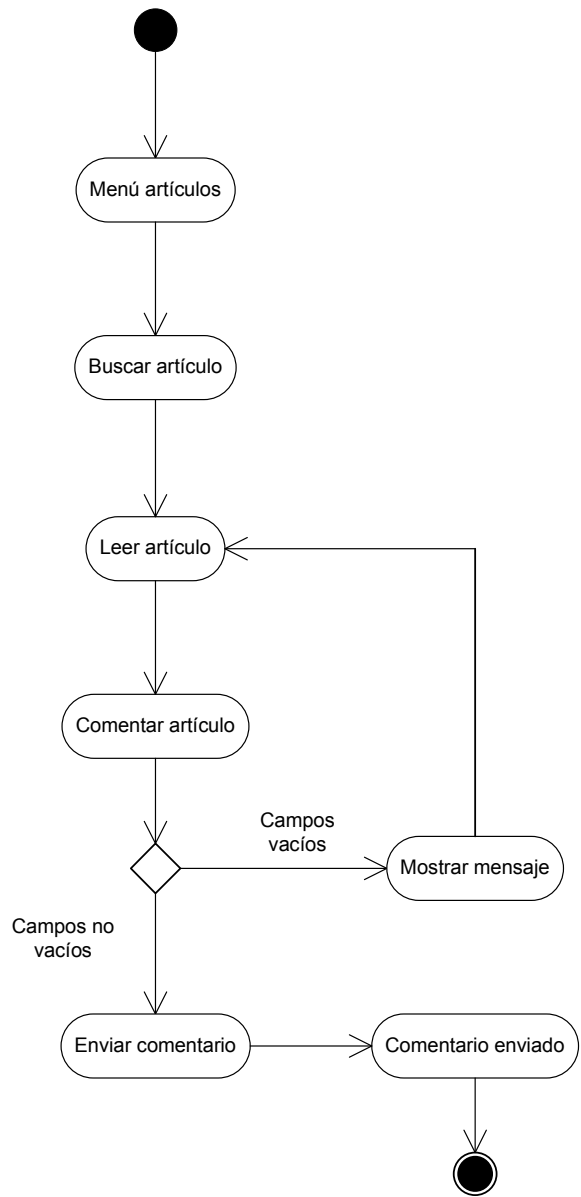 Menú artículos
Buscar artículo
Leer artículo
Comentar artículo
Campos
vacíos
Mostrar mensaje
Campos no
vacíos
Enviar comentario
Comentario enviado